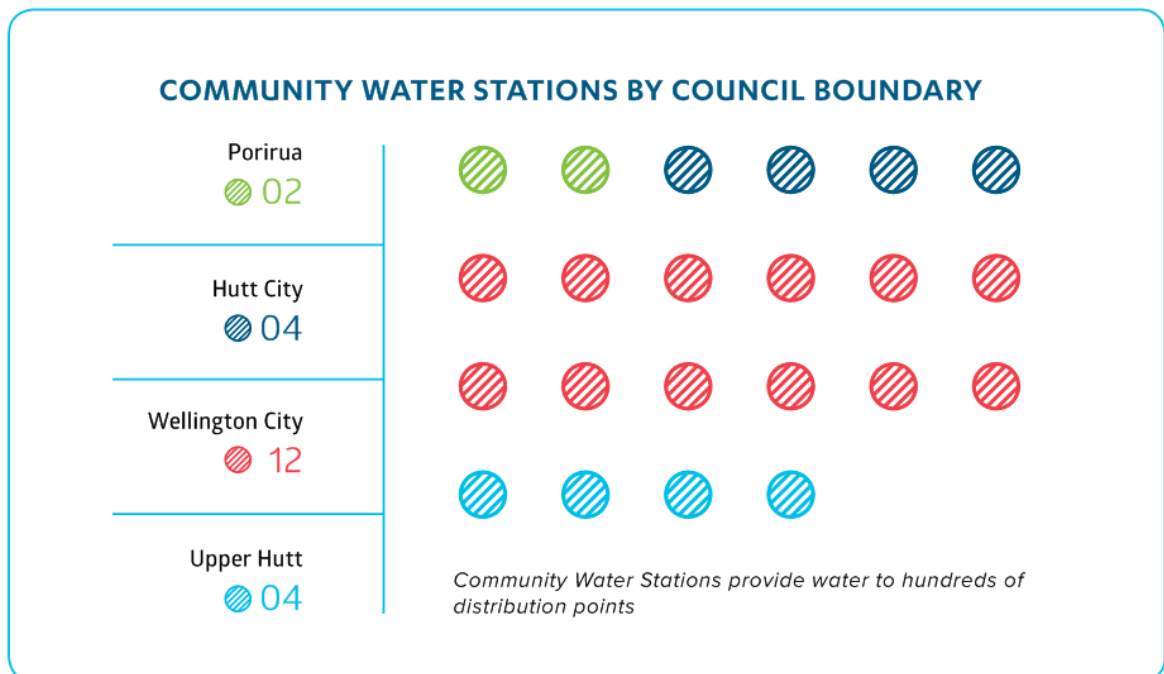 COMMUNITY WATER STATIONS BY COUNCIL BOUNDARY
Porirua
02
Hutt City
04
Wellington City
12
Upper Hutt
04
Community Water Stations provide water to hundreds of
distribution points